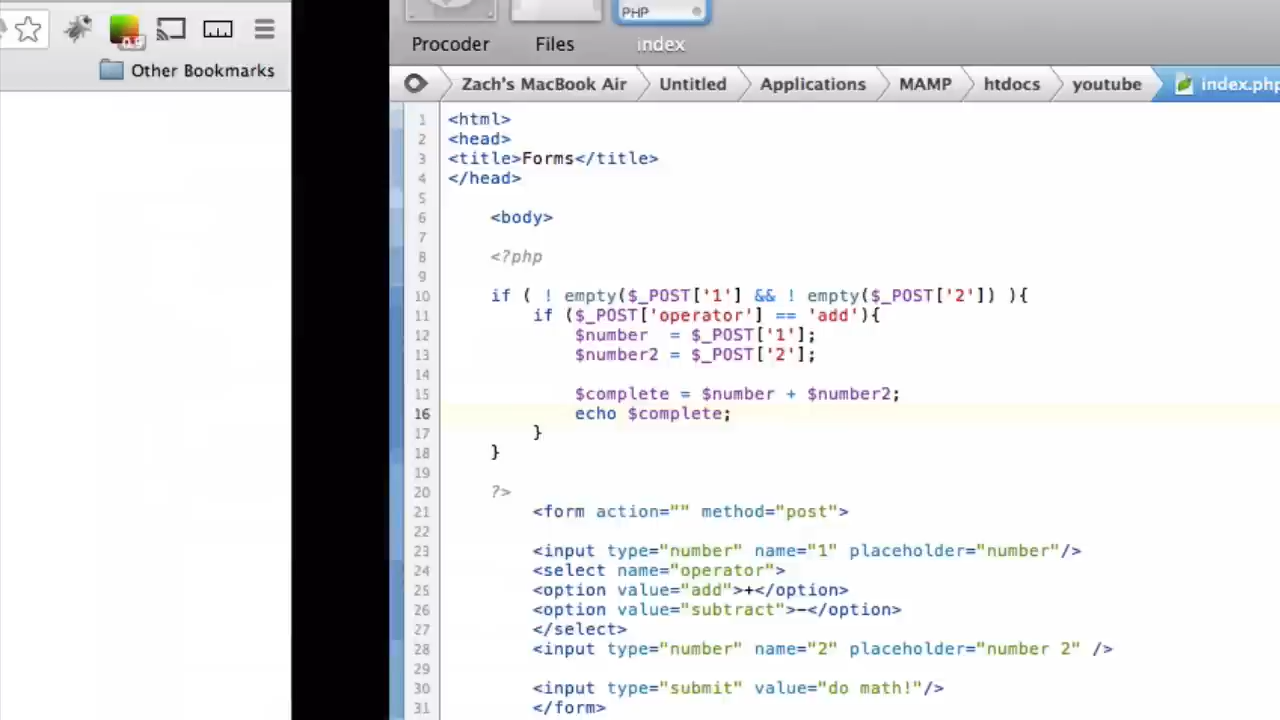 Other Bookmarks
PHP
Procoder Files index
Zach's MacBook Air Untitled Applications MAMP htdocs youtube index.php
1 <html>
2 <head>
3 <title>Forms</title>
4 </head>
5
6 <body>
7
8 <?php
9
10 if ( ! empty($_POST['1'] && ! empty($_POST['2']) ){
11 if ($_POST['operator'] == 'add'){
12 $number  = $_POST['1'];
13 $number2 = $_POST['2'];
14
15 $complete = $number + $number2;
16 echo $complete;
17 }
18 }
19
20 ?>
21 <form action="" method="post">
22
23 <input type="number" name="1" placeholder="number"/>
24 <select name="operator">
25 <option value="add">+</option>
26 <option value="subtract">-</option>
27 </select>
28 <input type="number" name="2" placeholder="number 2" />
29
30 <input type="submit" value="do math!"/>
31 </form>